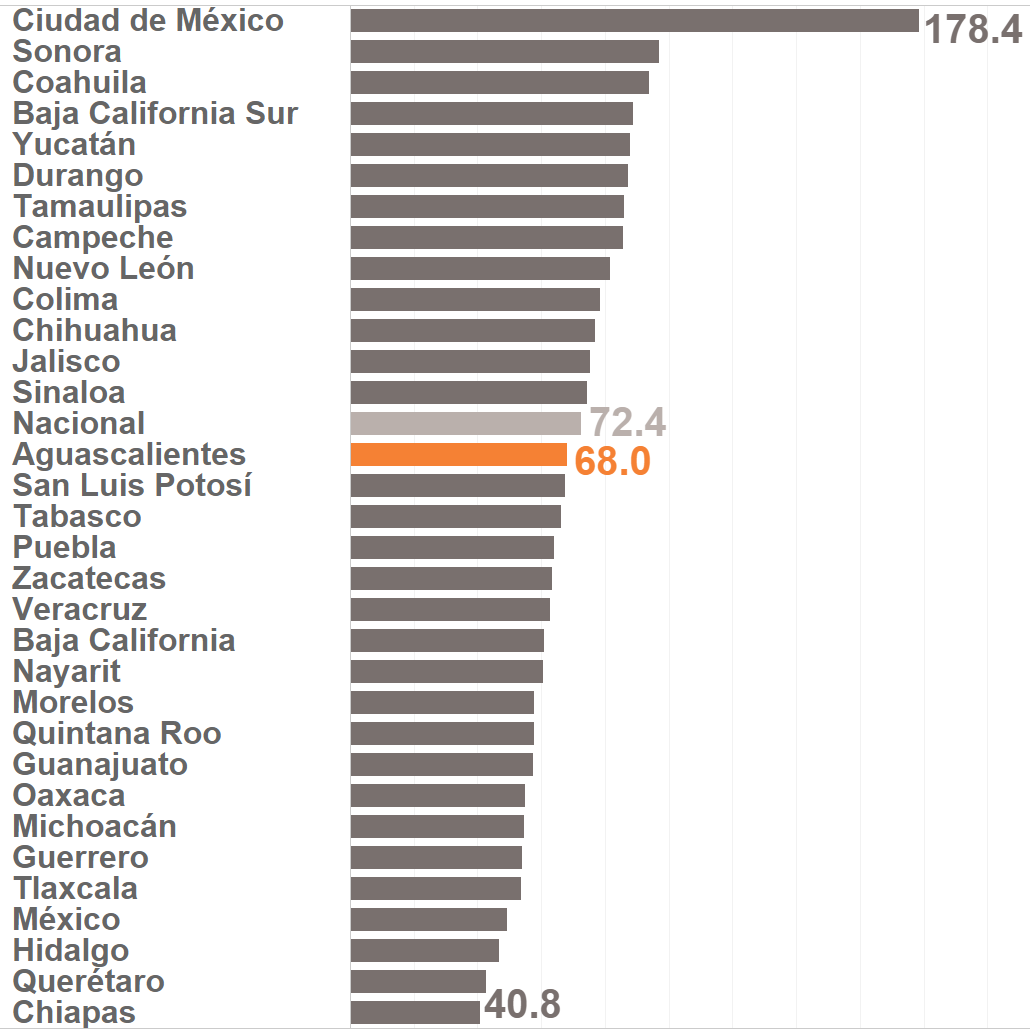 Ciudad de México 178.4
Sonora
Coahuila
Baja California Sur
Yucatán
Durango
Tamaulipas
Campeche
Nuevo León
Colima
Chihuahua
Jalisco
Sinaloa
Nacional 72.4
Aguascalientes 68.0
San Luis Potosí
Tabasco
Puebla
Zacatecas
Veracruz
Baja California
Nayarit
Morelos
Quintana Roo
Guanajuato
Oaxaca
Michoacán
Guerrero
Tlaxcala
México
Hidalgo
Querétaro
Chiapas 40.8